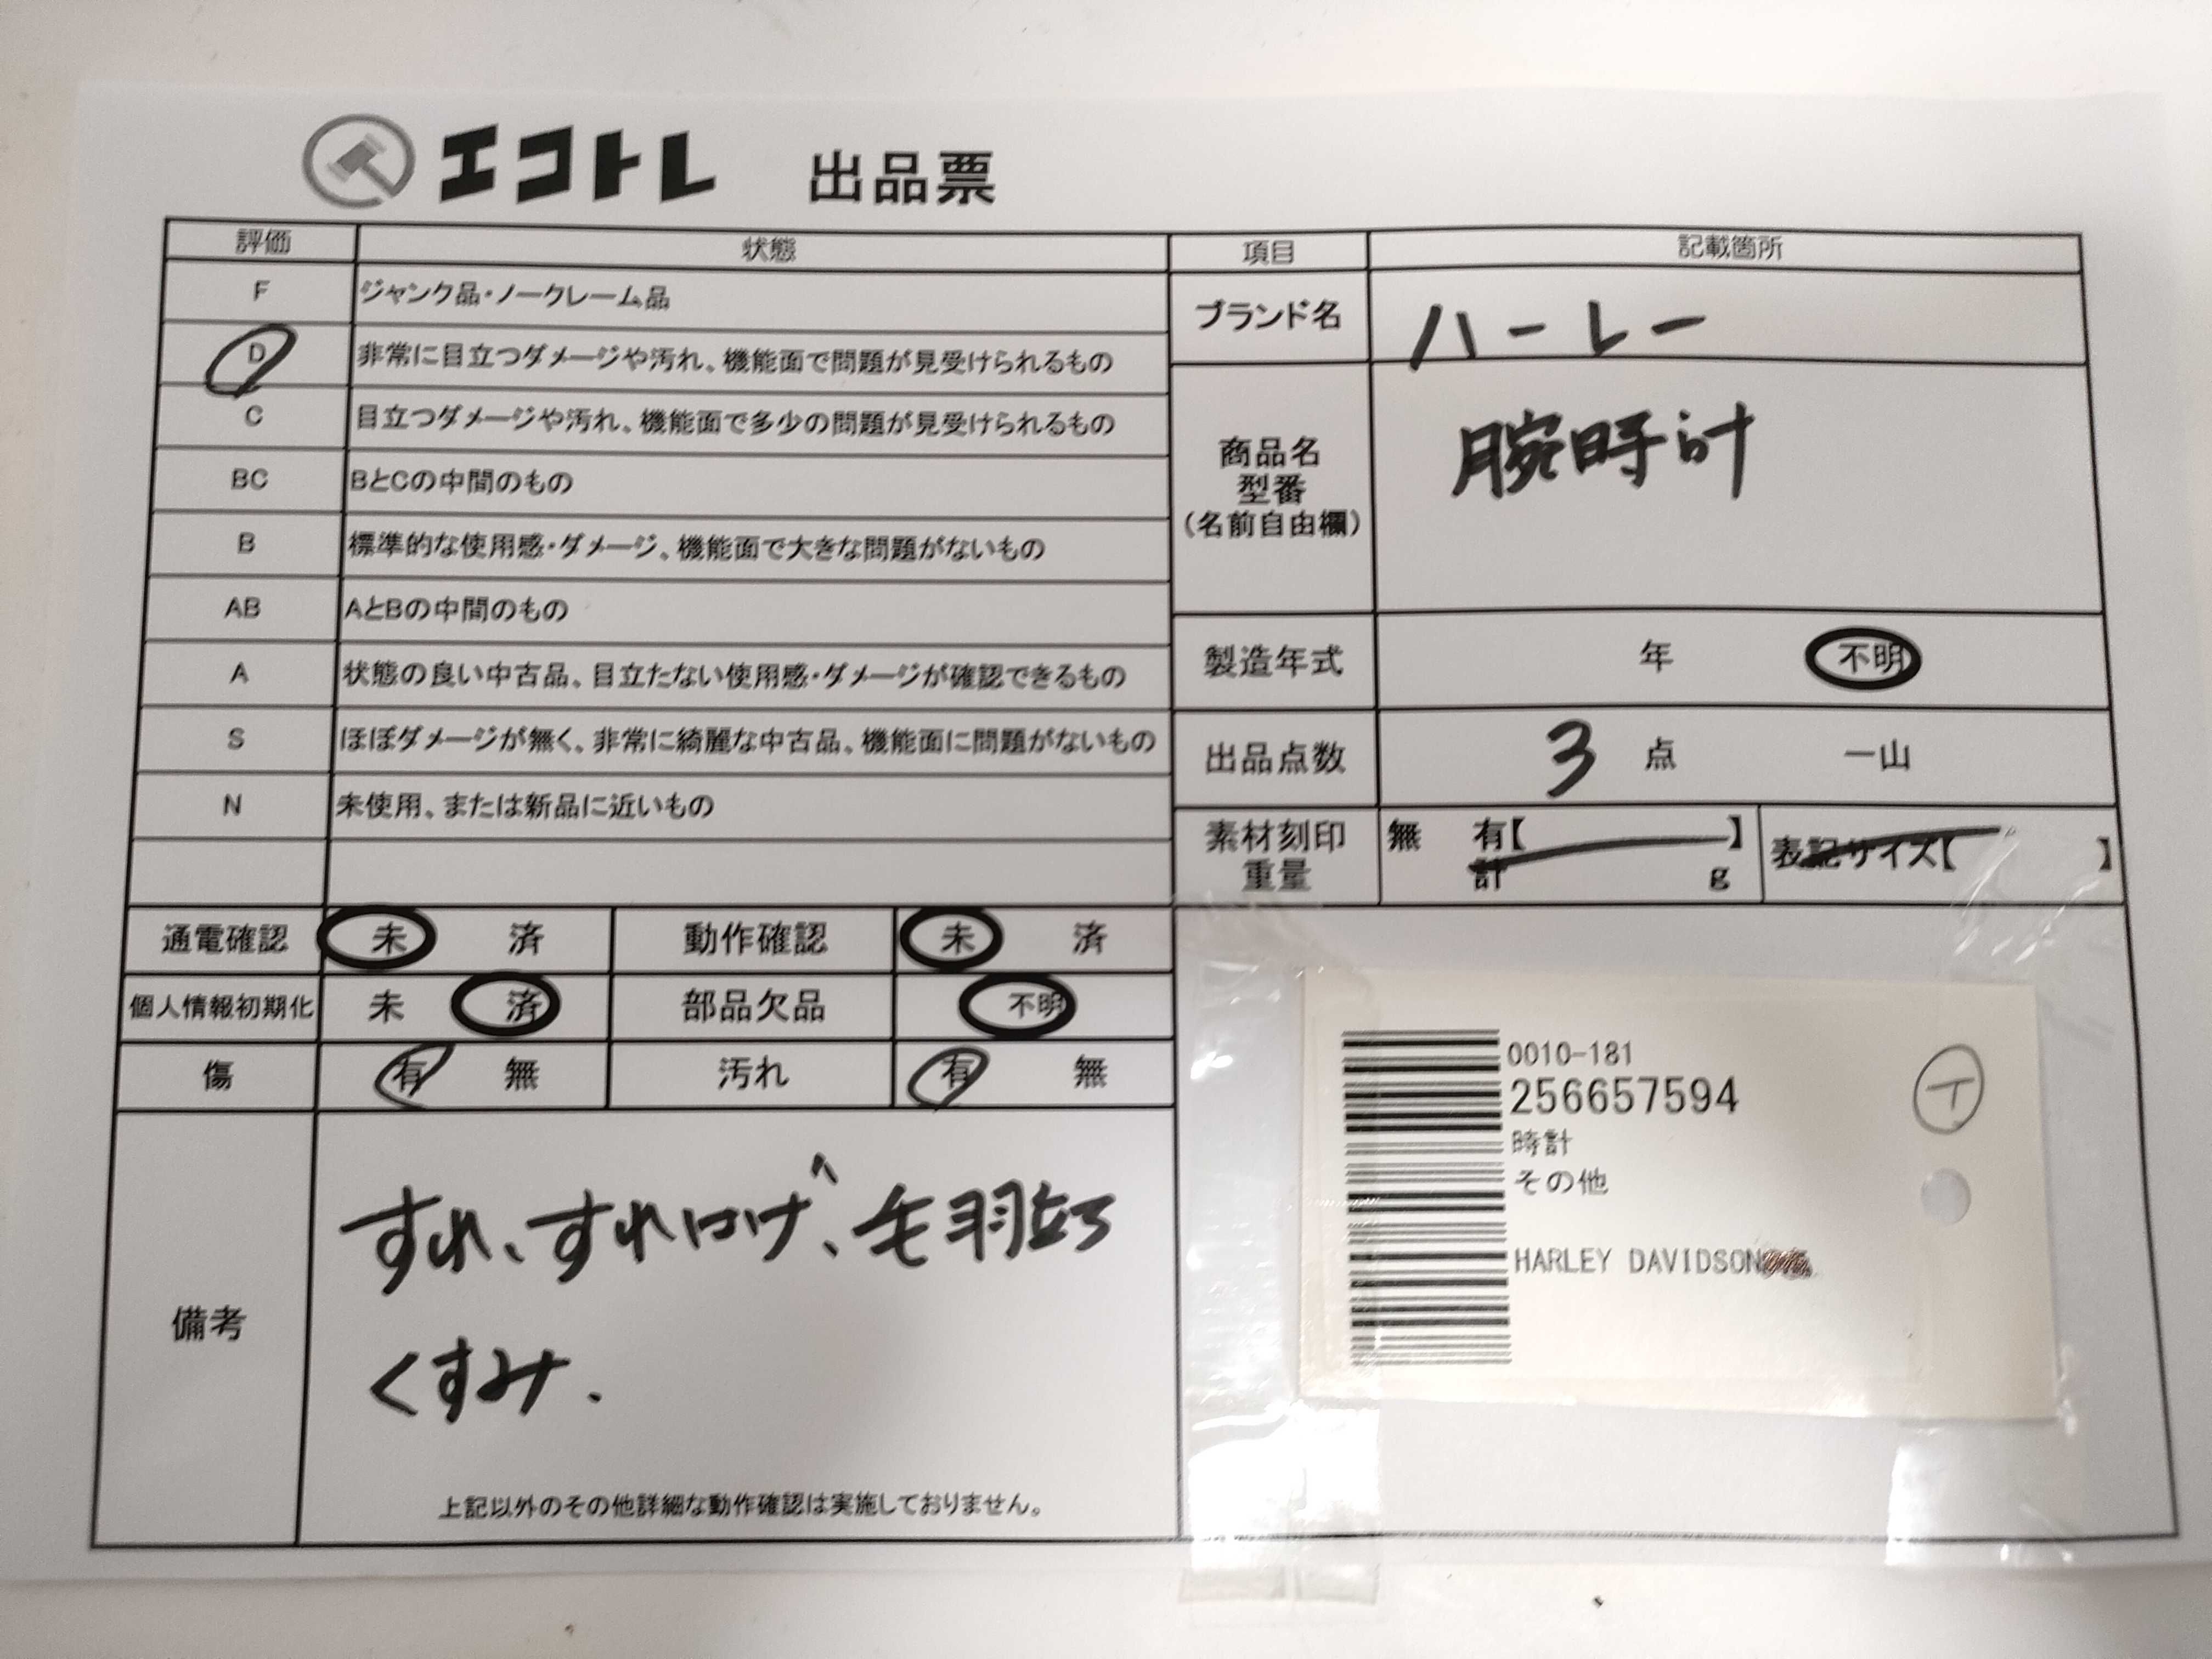 エコトレ 出品票
評価 状態
F ジャンク品・ノークレーム品
D 非常に目立つダメージや汚れ、機能面で問題が見受けられるもの
C 目立つダメージや汚れ、機能面で多少の問題が見受けられるもの
BC BとCの中間のもの
B 標準的な使用感・ダメージ、機能面で大きな問題がないもの
AB AとBの中間のもの
A 状態の良い中古品、目立たない使用感・ダメージが確認できるもの
S ほぼダメージが無く、非常に綺麗な中古品、機能面に問題がないもの
N 未使用、または新品に近いもの
項目 記載箇所
ブランド名 ハーレー
商品名
型番
(名前自由欄)
腕時計
製造年式 年 不明
出品点数 3 点 一山
素材刻印 無 有【 】 表記サイズ【 】
重量 計 g
通電確認 未 済 動作確認 未 済
個人情報初期化 未 済 部品欠品 不明
傷 有 無 汚れ 有 無
備考
すれ、すれはげ、毛羽立ち
くすみ.
上記以外のその他詳細な動作確認は実施しておりません。
0010-181
256657594
時計
その他
HARLEY DAVIDSON
イ